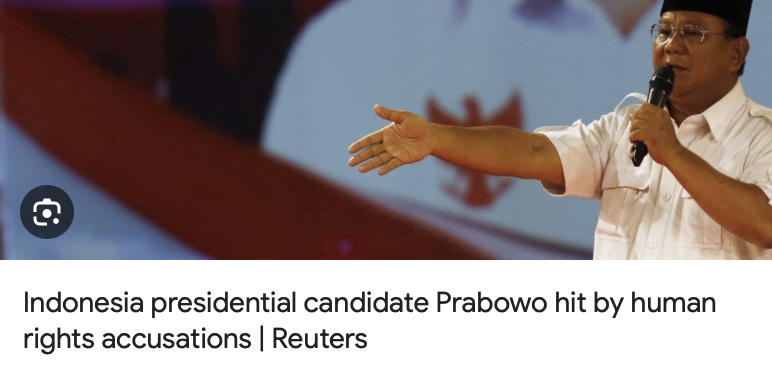 Indonesia presidential candidate Prabowo hit by human
rights accusations | Reuters